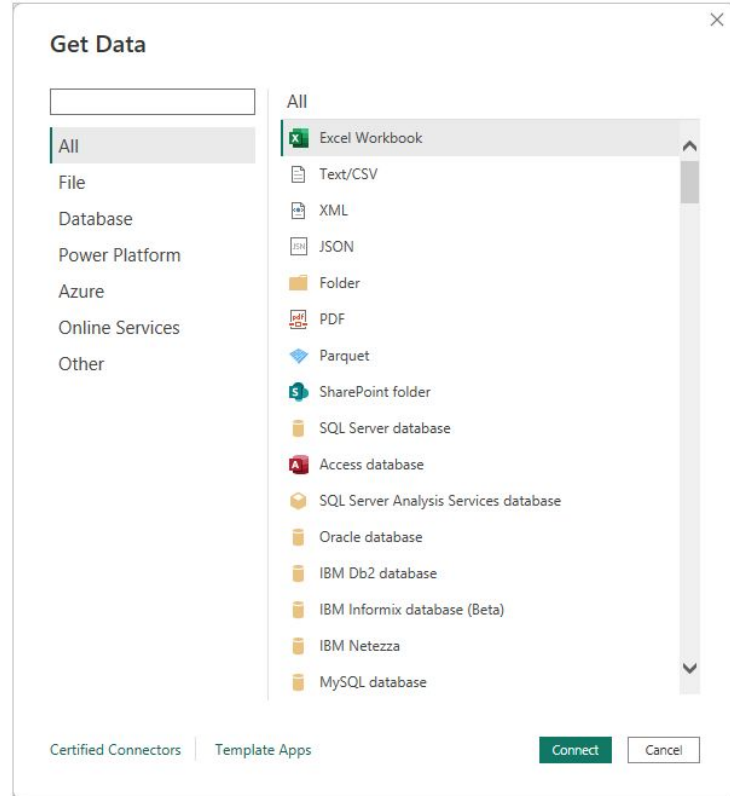 Get Data
All
File
Database
Power Platform
Azure
Online Services
Other
All
Excel Workbook
Text/CSV
XML
JSON
Folder
PDF
Parquet
SharePoint folder
SQL Server database
Access database
SQL Server Analysis Services database
Oracle database
IBM Db2 database
IBM Informix database (Beta)
IBM Netezza
MySQL database
Certified Connectors
Template Apps
Connect
Cancel